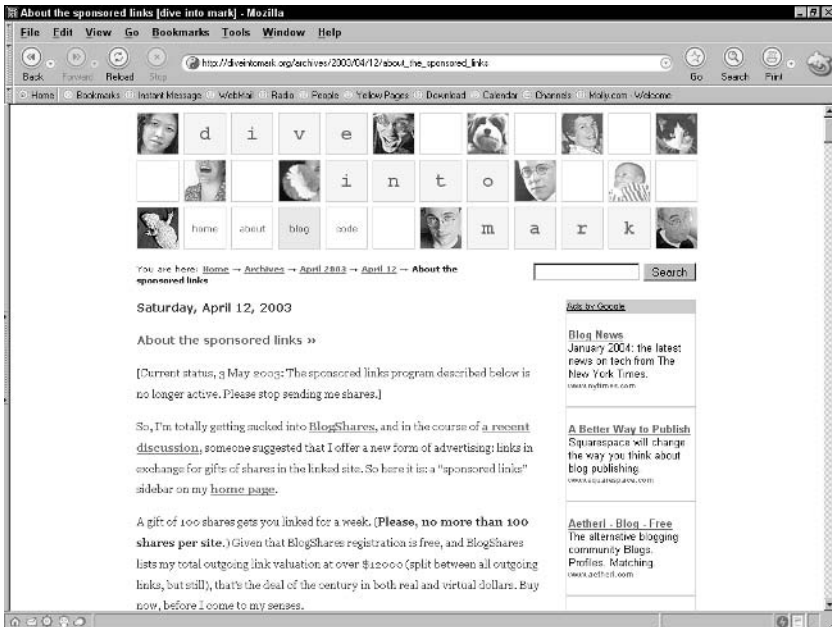 About the sponsored links [dive into mark] - Mozilla
File Edit View Go Bookmarks Tools Window Help
http://diveintomark.org/archives/2003/04/12/about_the_sponsored_links
Back Forward Reload Stop Go Search Print
Home Bookmarks Instant Message WebMail Radio People Yellow Pages Download Calendar Channels Molly.com - Welcome
d i v e
i n t o
home about blog code m a r k
You are here: Home → Archives → April 2003 → April 12 → About the
sponsored links
Search
Saturday, April 12, 2003
About the sponsored links »
[Current status, 3 May 2003: The sponsored links program described below is
no longer active. Please stop sending me shares.]
So, I'm totally getting sucked into BlogShares, and in the course of a recent
discussion, someone suggested that I offer a new form of advertising: links in
exchange for gifts of shares in the linked site. So here it is: a "sponsored links"
sidebar on my home page.
A gift of 100 shares gets you linked for a week. (Please, no more than 100
shares per site.) Given that BlogShares registration is free, and BlogShares
lists my total outgoing link valuation at over $12000 (split between all outgoing
links, but still), that's the deal of the century in both real and virtual dollars. Buy
now, before I come to my senses.
Ads by Google
Blog News
January 2004: the latest
news on tech from The
New York Times.
www.nytimes.com
A Better Way to Publish
Squarespace will change
the way you think about
blog publishing.
www.squarespace.com
Aetherl - Blog - Free
The alternative blogging
community Blogs.
Profiles. Matching.
www.aetherl.com